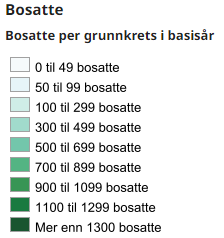 Bosatte
Bosatte per grunnkrets i basisår
0 til 49 bosatte
50 til 99 bosatte
100 til 299 bosatte
300 til 499 bosatte
500 til 699 bosatte
700 til 899 bosatte
900 til 1099 bosatte
1100 til 1299 bosatte
Mer enn 1300 bosatte